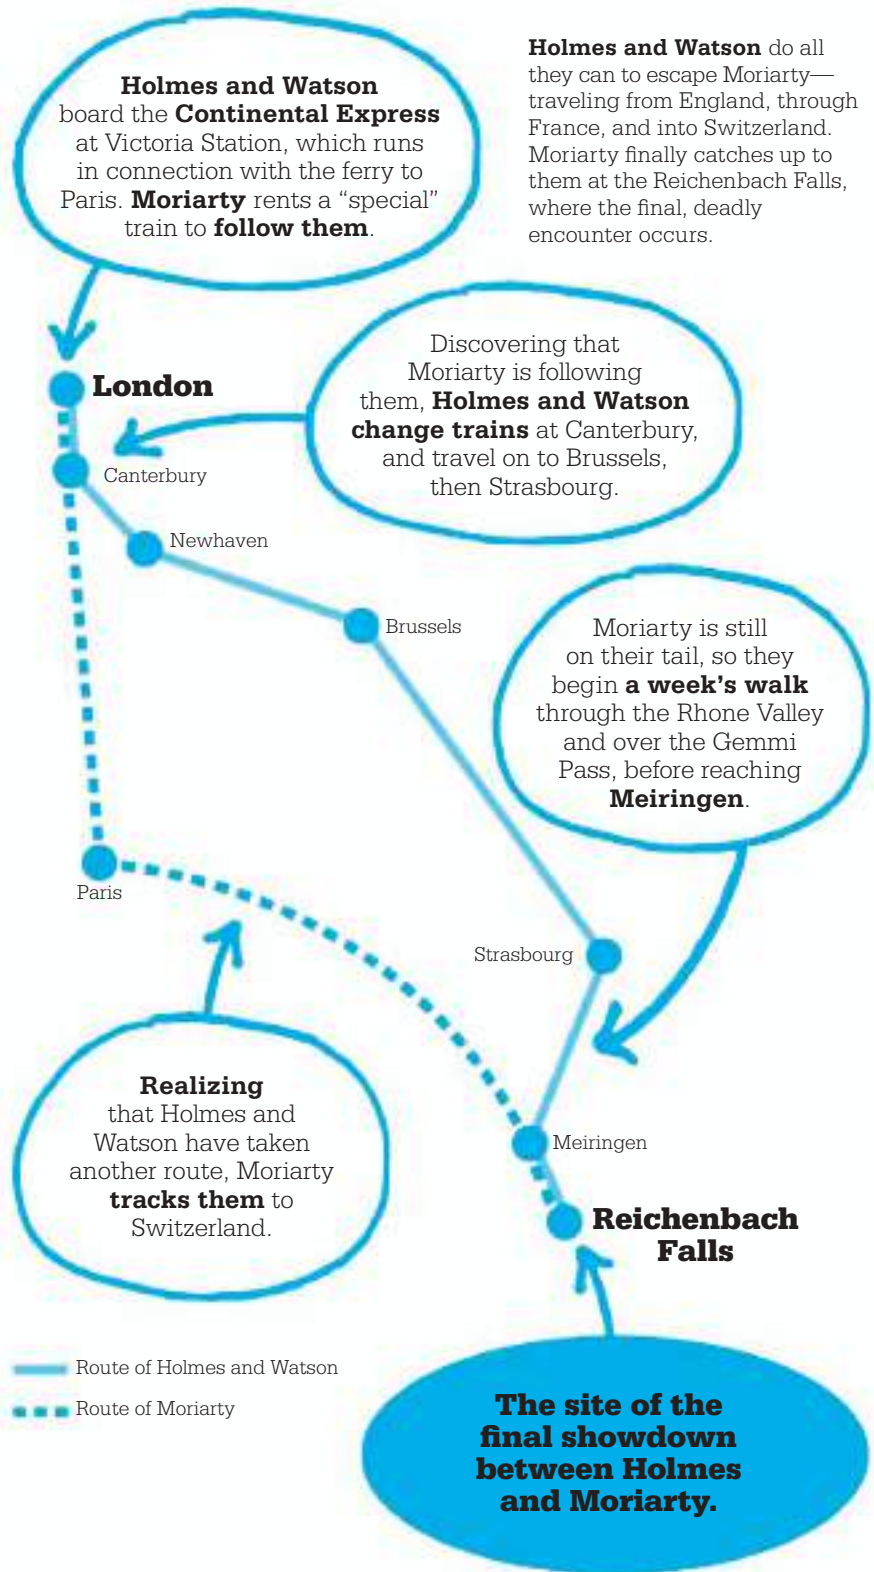 Holmes and Watson
board the Continental Express
at Victoria Station, which runs
in connection with the ferry to
Paris. Moriarty rents a “special”
train to follow them.
Holmes and Watson do all
they can to escape Moriarty—
traveling from England, through
France, and into Switzerland.
Moriarty finally catches up to
them at the Reichenbach Falls,
where the final, deadly
encounter occurs.
London
Discovering that
Moriarty is following
them, Holmes and Watson
change trains at Canterbury,
and travel on to Brussels,
then Strasbourg.
Canterbury
Newhaven
Brussels
Moriarty is still
on their tail, so they
begin a week’s walk
through the Rhone Valley
and over the Gemmi
Pass, before reaching
Meiringen.
Paris
Strasbourg
Realizing
that Holmes and
Watson have taken
another route, Moriarty
tracks them to
Switzerland.
Meiringen
Reichenbach
Falls
Route of Holmes and Watson
Route of Moriarty
The site of the
final showdown
between Holmes
and Moriarty.